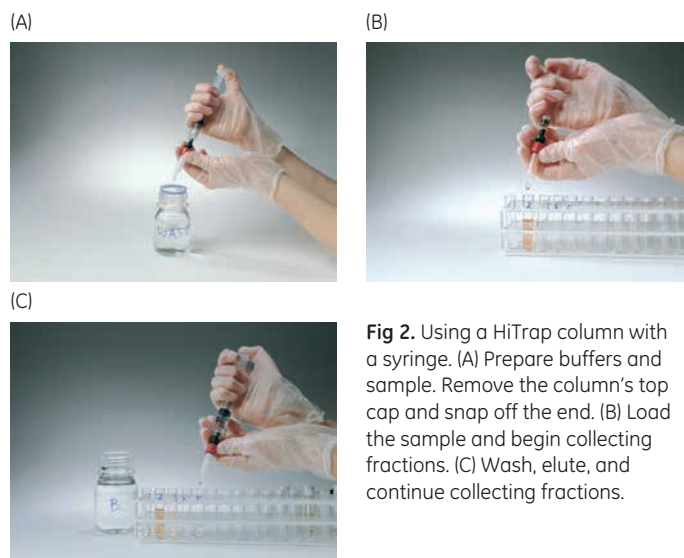 (A)
(B)
(C)
B
Fig 2. Using a HiTrap column with
a syringe. (A) Prepare buffers and
sample. Remove the column's top
cap and snap off the end. (B) Load
the sample and begin collecting
fractions. (C) Wash, elute, and
continue collecting fractions.